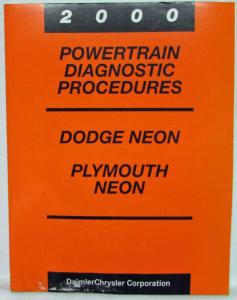 2000
POWERTRAIN
DIAGNOSTIC
PROCEDURES
DODGE NEON
PLYMOUTH
NEON
DaimlerChrysler Corporation